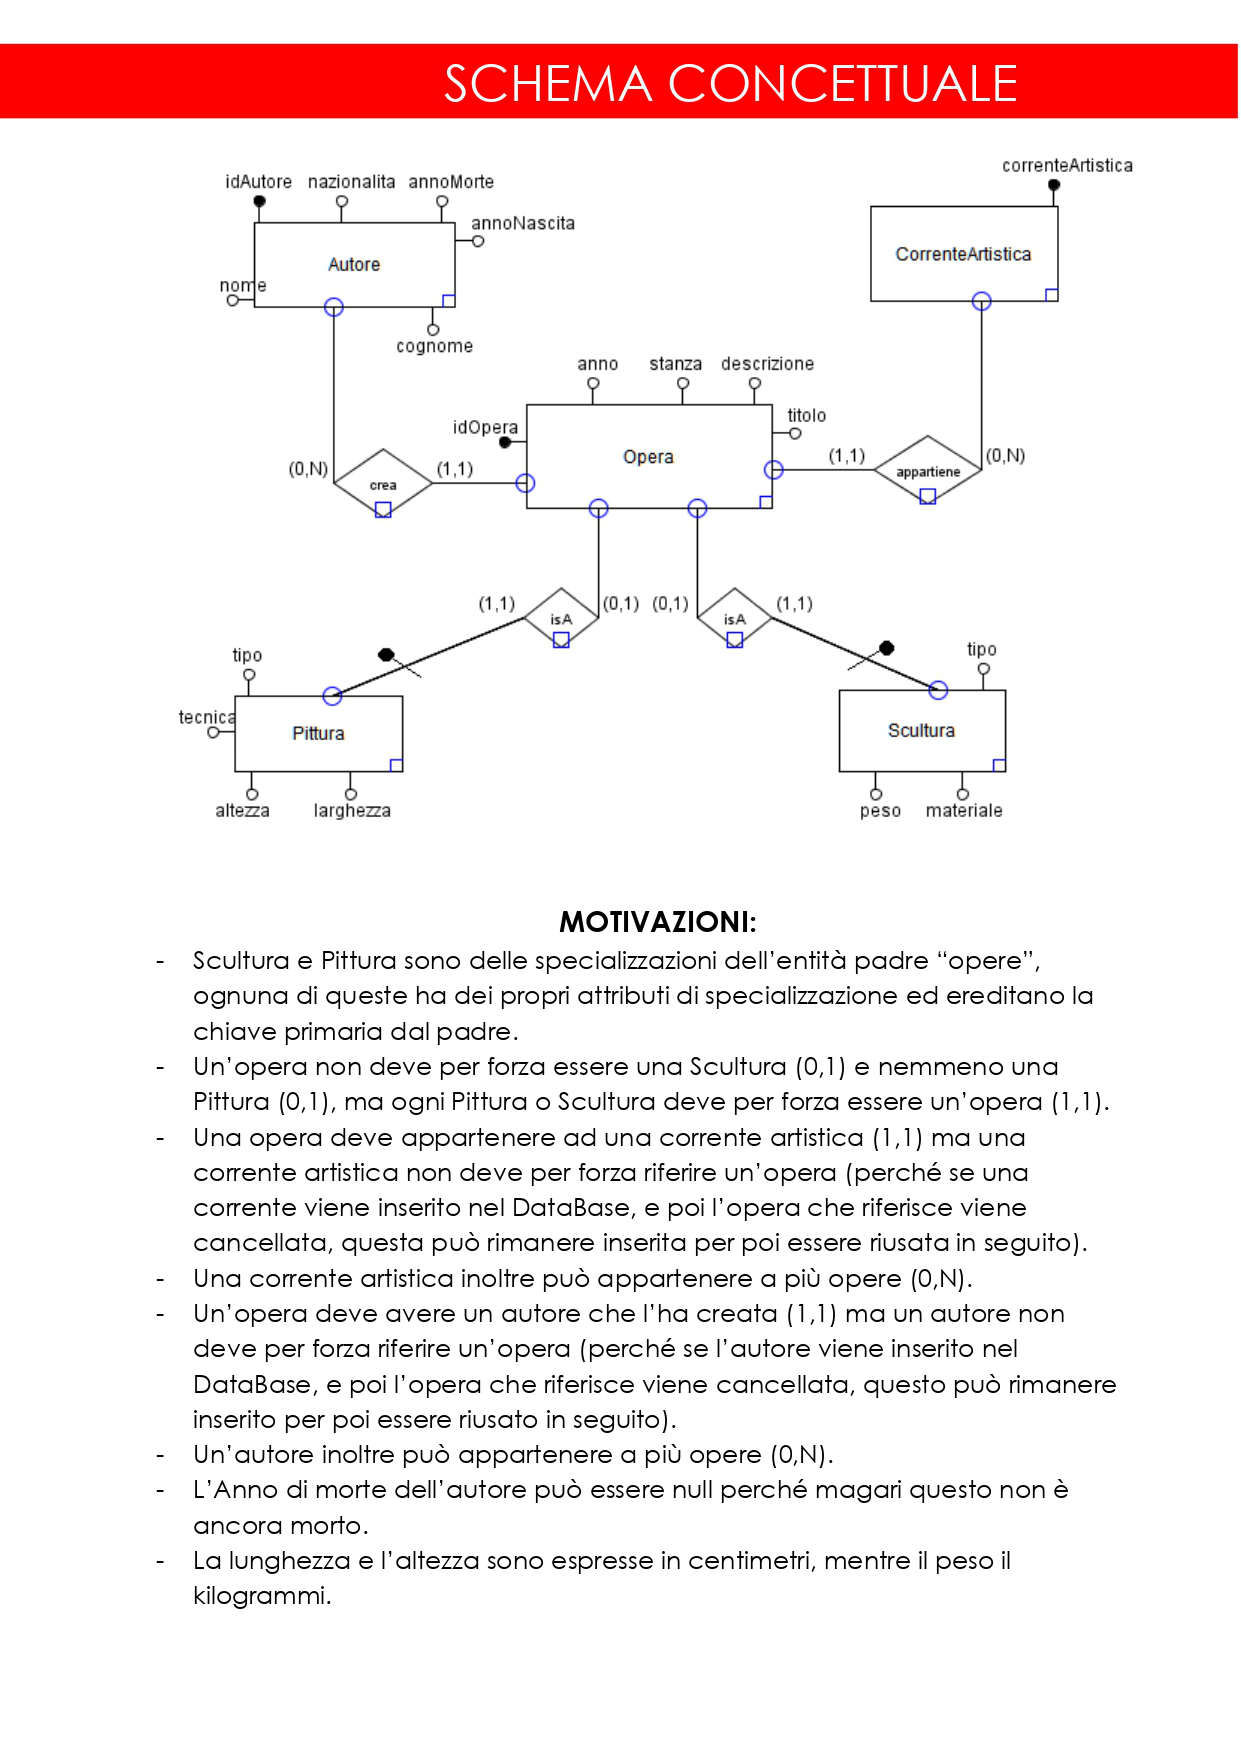 SCHEMA CONCETTUALE
correnteArtistica
idAutore nazionalita annoMorte
annoNascita
Autore
CorrenteArtistica
nome
cognome
anno stanza descrizione
titolo
idOpera
Opera
(0,N) crea (1,1)
(1,1) appartiene (0,N)
(1,1) isA (0,1) (0,1) isA (1,1)
tipo
tipo
tecnica
Pittura
Scultura
altezza larghezza
peso materiale
MOTIVAZIONI:
- Scultura e Pittura sono delle specializzazioni dell’entità padre “opere”,
ognuna di queste ha dei propri attributi di specializzazione ed ereditano la
chiave primaria dal padre.
- Un’opera non deve per forza essere una Scultura (0,1) e nemmeno una
Pittura (0,1), ma ogni Pittura o Scultura deve per forza essere un’opera (1,1).
- Una opera deve appartenere ad una corrente artistica (1,1) ma una
corrente artistica non deve per forza riferire un’opera (perché se una
corrente viene inserito nel DataBase, e poi l’opera che riferisce viene
cancellata, questa può rimanere inserita per poi essere riusata in seguito).
- Una corrente artistica inoltre può appartenere a più opere (0,N).
- Un’opera deve avere un autore che l’ha creata (1,1) ma un autore non
deve per forza riferire un’opera (perché se l’autore viene inserito nel
DataBase, e poi l’opera che riferisce viene cancellata, questo può rimanere
inserito per poi essere riusato in seguito).
- Un’autore inoltre può appartenere a più opere (0,N).
- L’Anno di morte dell’autore può essere null perché magari questo non è
ancora morto.
- La lunghezza e l’altezza sono espresse in centimetri, mentre il peso il
kilogrammi.